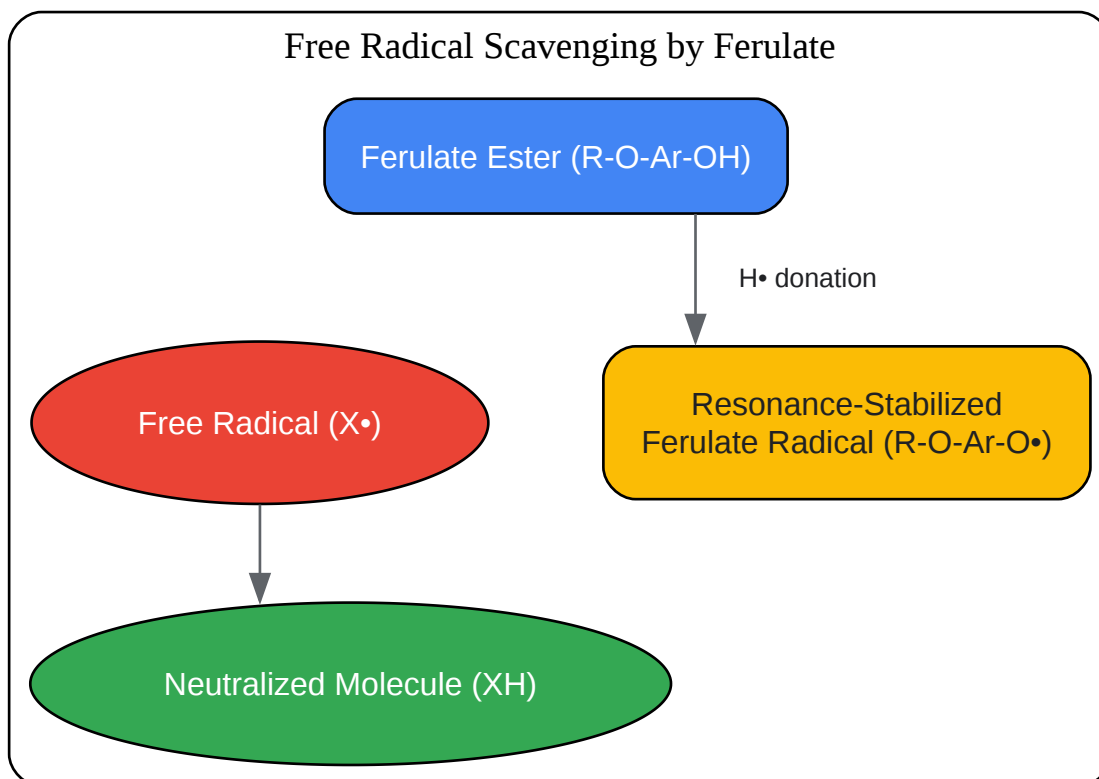 Free Radical Scavenging by Ferulate
Ferulate Ester (R-O-Ar-OH)
H• donation
Free Radical (X•)
Resonance-Stabilized
Ferulate Radical (R-O-Ar-O•)
Neutralized Molecule (XH)